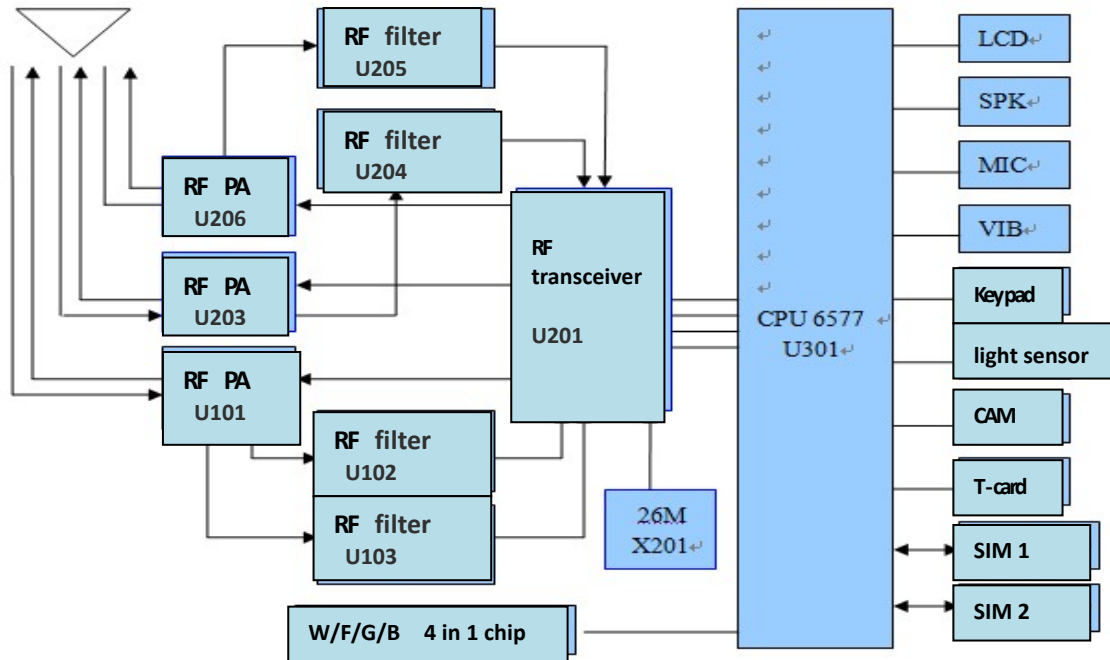 RF filter
U205
RF filter
U204
RF PA
U206
RF PA
U203
RF PA
U101
RF filter
U102
RF filter
U103
RF
transceiver
U201
26M
X201↵
W/F/G/B 4 in 1 chip
↵
↵
↵
↵
↵
↵
↵
↵
↵
CPU 6577 ↵
U301↵
LCD↵
SPK↵
MIC↵
VIB↵
Keypad
light sensor
CAM
T-card
SIM 1
SIM 2